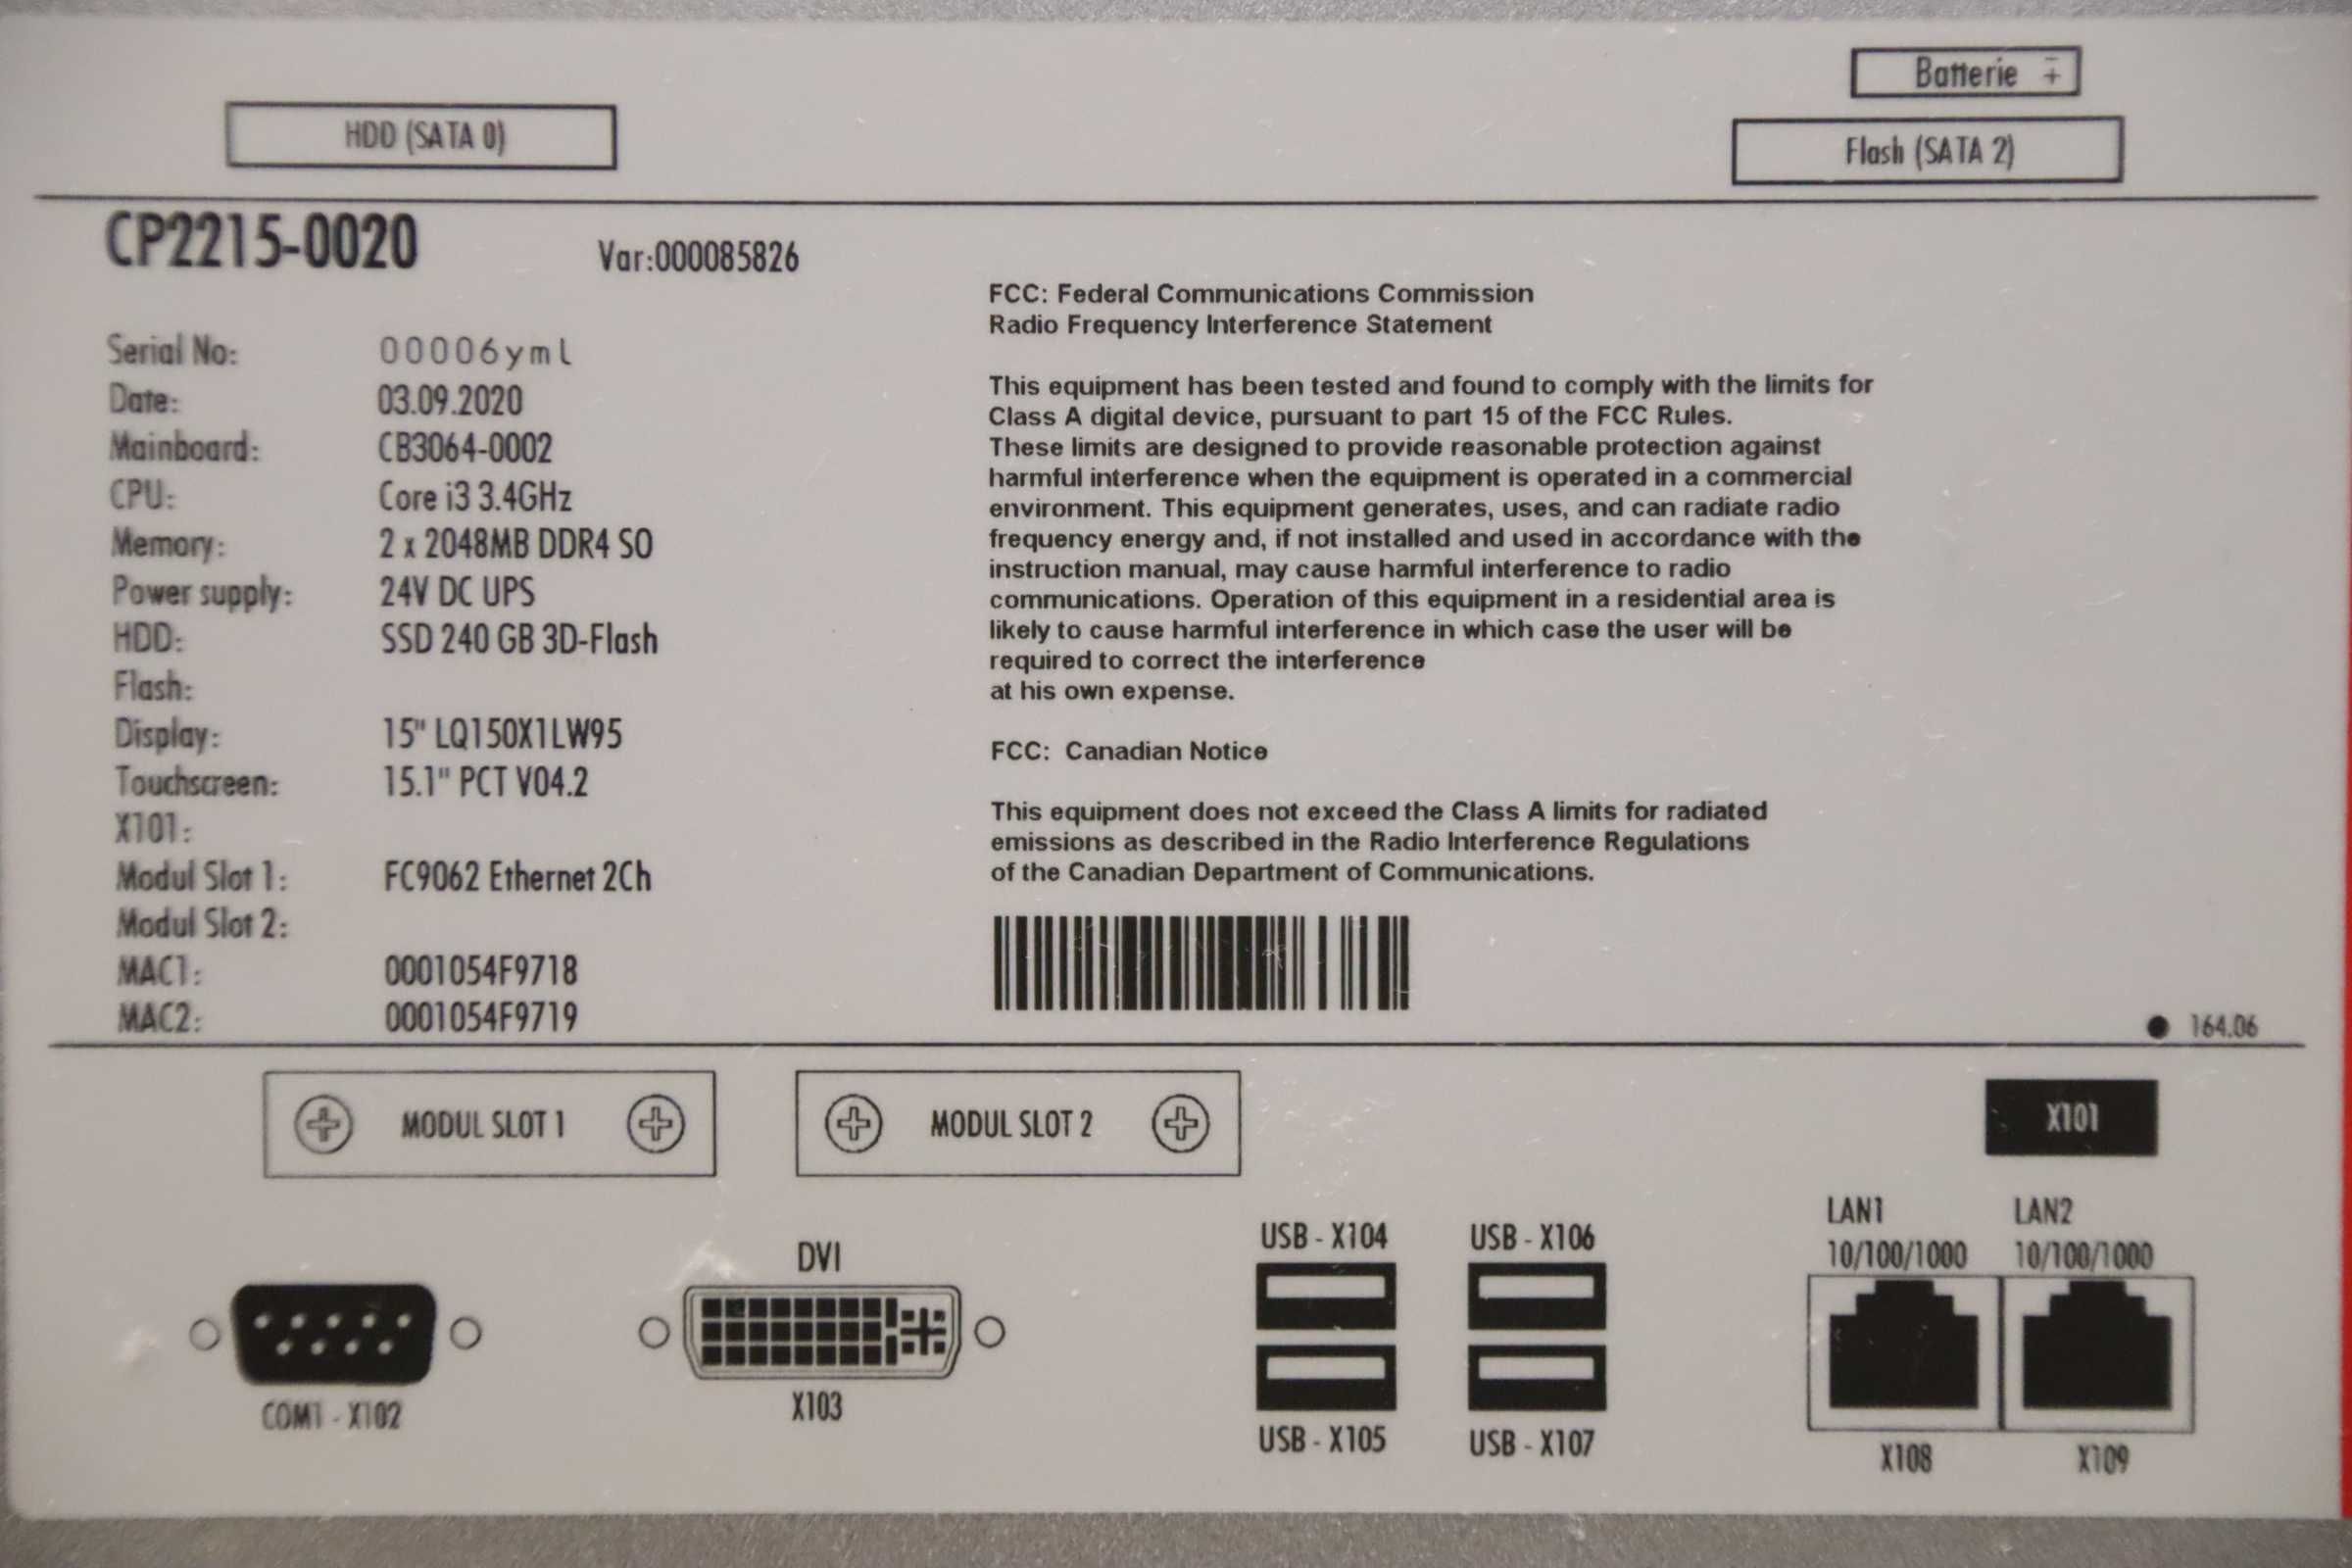 Batterie -+
HDD (SATA 0)
Flash (SATA 2)
CP2215-0020
Var:000085826
Serial No: 00006yml
Date: 03.09.2020
Mainboard: CB3064-0002
CPU: Core i3 3.4GHz
Memory: 2 x 2048MB DDR4 SO
Power supply: 24V DC UPS
HDD: SSD 240 GB 3D-Flash
Flash:
Display: 15" LQ150X1LW95
Touchscreen: 15.1" PCT V04.2
X101:
Modul Slot 1: FC9062 Ethernet 2Ch
Modul Slot 2:
MAC1: 0001054F9718
MAC2: 0001054F9719
FCC: Federal Communications Commission
Radio Frequency Interference Statement
This equipment has been tested and found to comply with the limits for
Class A digital device, pursuant to part 15 of the FCC Rules.
These limits are designed to provide reasonable protection against
harmful interference when the equipment is operated in a commercial
environment. This equipment generates, uses, and can radiate radio
frequency energy and, if not installed and used in accordance with the
instruction manual, may cause harmful interference to radio
communications. Operation of this equipment in a residential area is
likely to cause harmful interference in which case the user will be
required to correct the interference
at his own expense.
FCC: Canadian Notice
This equipment does not exceed the Class A limits for radiated
emissions as described in the Radio Interference Regulations
of the Canadian Department of Communications.
● 164.06
MODUL SLOT 1
MODUL SLOT 2
X101
COM1 - X102
DVI
X103
USB - X104
USB - X106
USB - X105
USB - X107
LAN1
10/100/1000
LAN2
10/100/1000
X108
X109